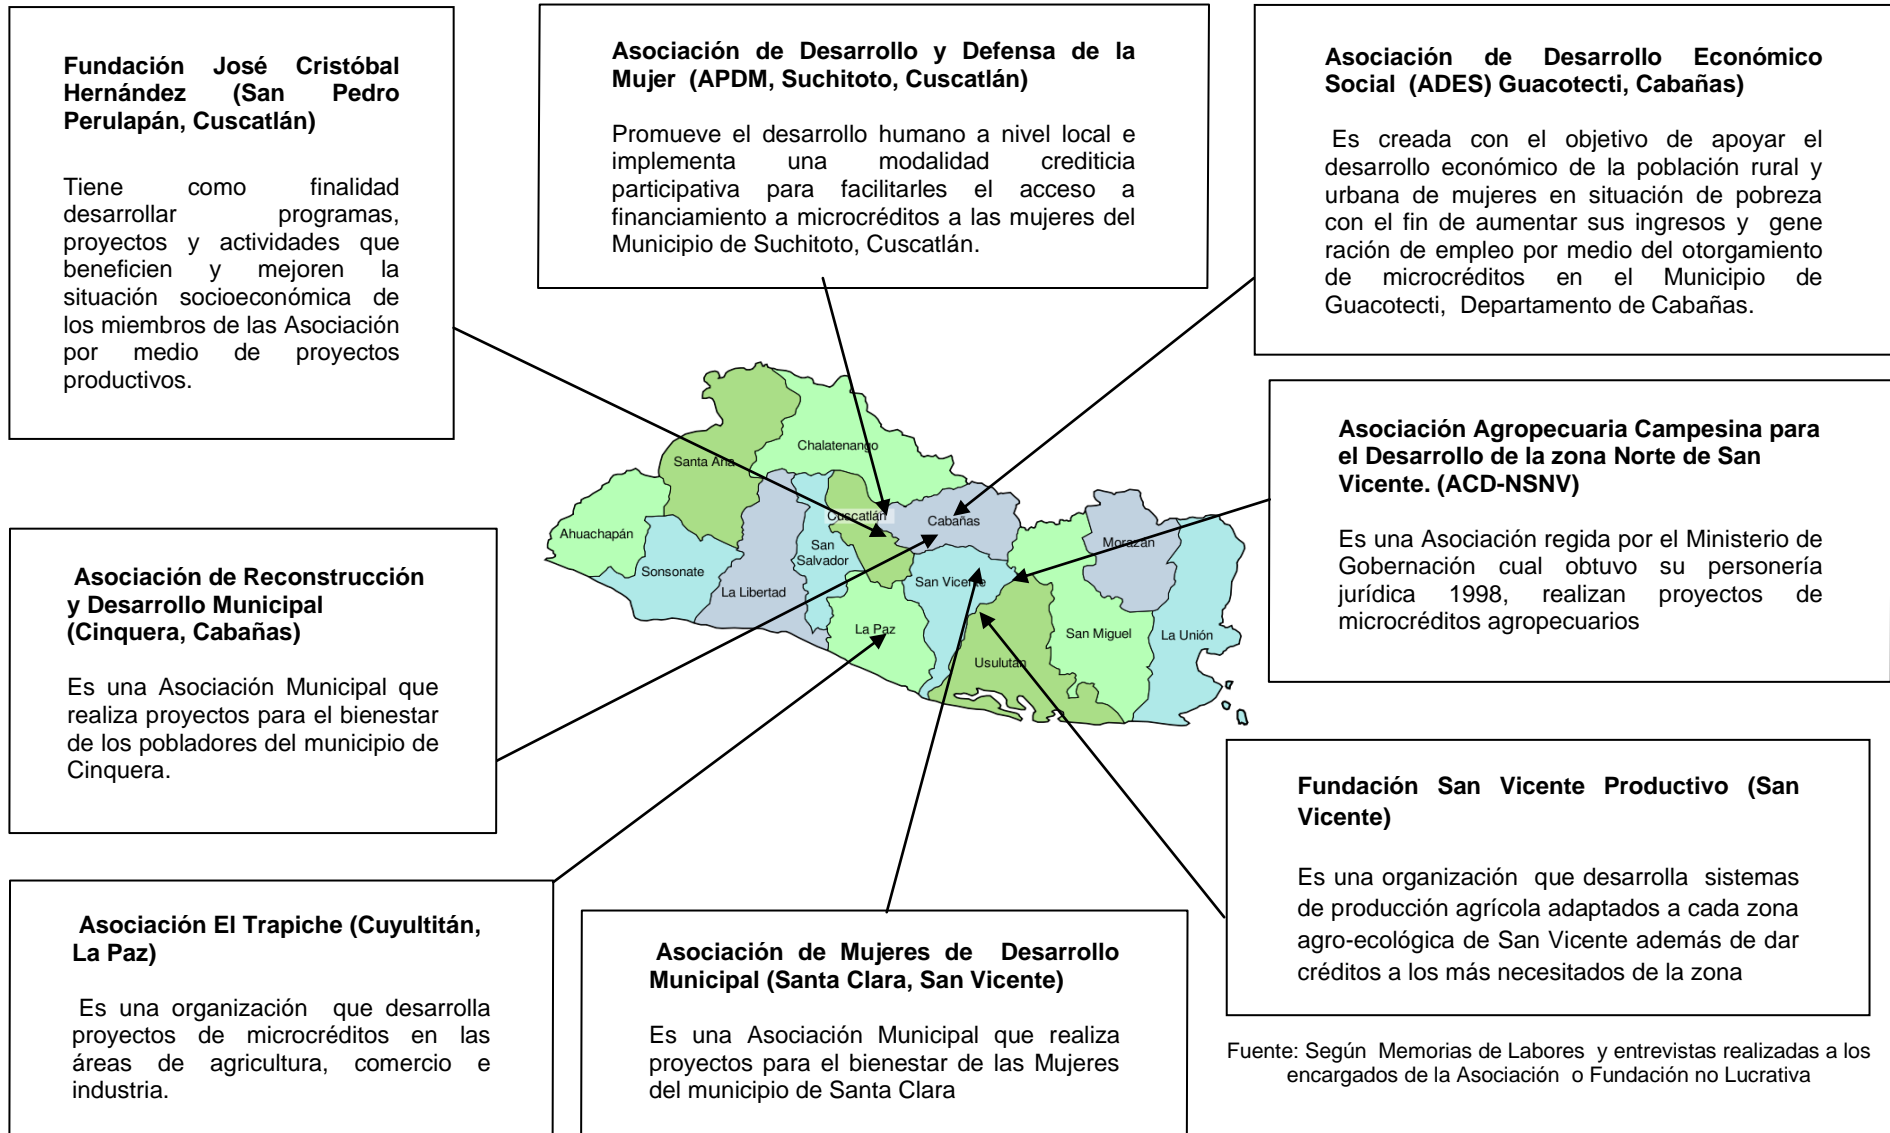 Fundación José Cristóbal
Hernández (San Pedro
Perulapán, Cuscatlán)
Tiene como finalidad
desarrollar programas,
proyectos y actividades que
beneficien y mejoren la
situación socioeconómica de
los miembros de las Asociación
por medio de proyectos
productivos.
Asociación de Desarrollo y Defensa de la
Mujer (APDM, Suchitoto, Cuscatlán)
Promueve el desarrollo humano a nivel local e
implementa una modalidad crediticia
participativa para facilitarles el acceso a
financiamiento a microcréditos a las mujeres del
Municipio de Suchitoto, Cuscatlán.
Asociación de Desarrollo Económico
Social (ADES) Guacotecti, Cabañas)
Es creada con el objetivo de apoyar el
desarrollo económico de la población rural y
urbana de mujeres en situación de pobreza
con el fin de aumentar sus ingresos y gene
ración de empleo por medio del otorgamiento
de microcréditos en el Municipio de
Guacotecti, Departamento de Cabañas.
Asociación Agropecuaria Campesina para
el Desarrollo de la zona Norte de San
Vicente. (ACD-NSNV)
Es una Asociación regida por el Ministerio de
Gobernación cual obtuvo su personería
jurídica 1998, realizan proyectos de
microcréditos agropecuarios
Chalatenango
Santa Ana
Cuscatlán
Cabañas
Ahuachapán
San
Salvador
Morazán
Sonsonate
San Vicente
La Libertad
La Paz
San Miguel
La Unión
Usulután
Asociación de Reconstrucción
y Desarrollo Municipal
(Cinquera, Cabañas)
Es una Asociación Municipal que
realiza proyectos para el bienestar
de los pobladores del municipio de
Cinquera.
Fundación San Vicente Productivo (San
Vicente)
Es una organización que desarrolla sistemas
de producción agrícola adaptados a cada zona
agro-ecológica de San Vicente además de dar
créditos a los más necesitados de la zona
Asociación El Trapiche (Cuyultitán,
La Paz)
Es una organización que desarrolla
proyectos de microcréditos en las
áreas de agricultura, comercio e
industria.
Asociación de Mujeres de Desarrollo
Municipal (Santa Clara, San Vicente)
Es una Asociación Municipal que realiza
proyectos para el bienestar de las Mujeres
del municipio de Santa Clara
Fuente: Según Memorias de Labores y entrevistas realizadas a los
encargados de la Asociación o Fundación no Lucrativa